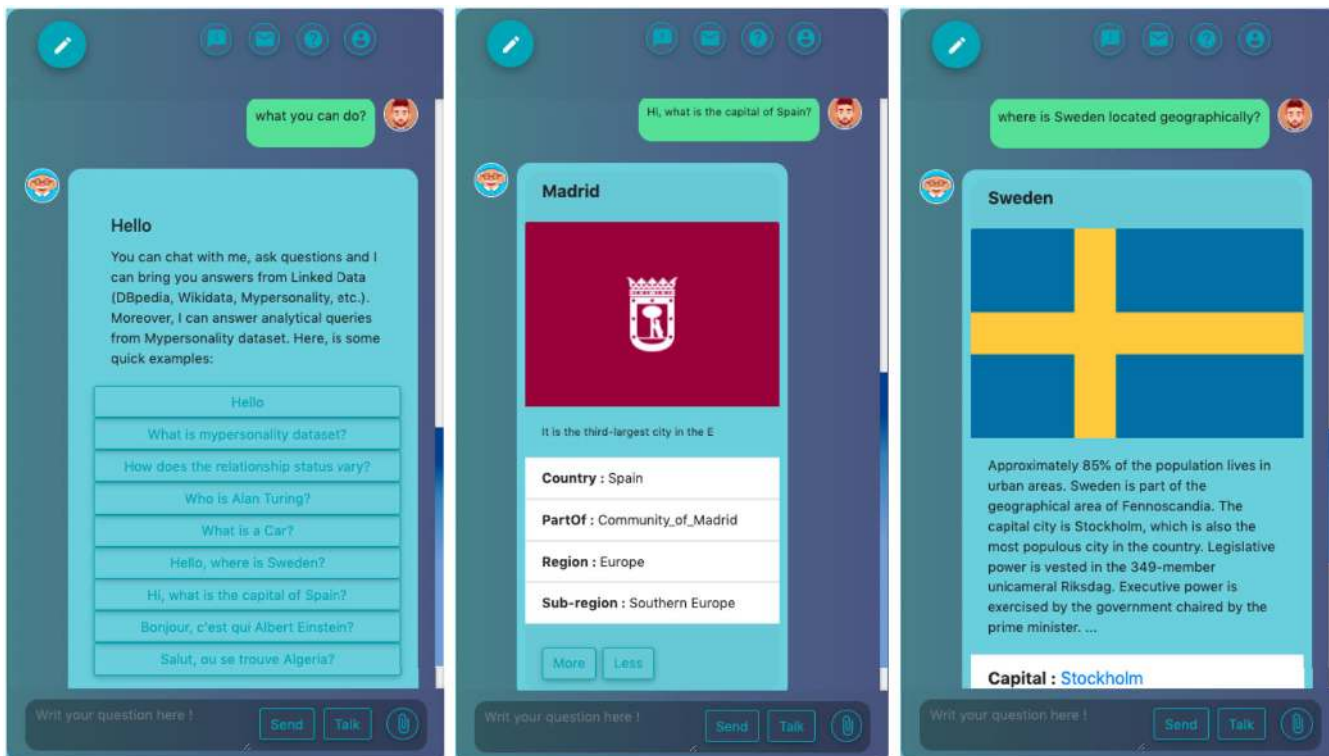 what you can do?
Hello
You can chat with me, ask questions and I
can bring you answers from Linked Data
(DBpedia, Wikidata, Mypersonality, etc.).
Moreover, I can answer analytical queries
from Mypersonality dataset. Here, is some
quick examples:
Hello
What is mypersonality dataset?
How does the relationship status vary?
Who is Alan Turing?
What is a Car?
Hello, where is Sweden?
Hi, what is the capital of Spain?
Bonjour, c'est qui Albert Einstein?
Salut, ou se trouve Algeria?
Writ your question here !
Send
Talk
Hi, what is the capital of Spain?
Madrid
It is the third-largest city in the E
Country : Spain
PartOf : Community_of_Madrid
Region : Europe
Sub-region : Southern Europe
More
Less
Writ your question here !
Send
Talk
where is Sweden located geographically?
Sweden
Approximately 85% of the population lives in
urban areas. Sweden is part of the
geographical area of Fennoscandia. The
capital city is Stockholm, which is also the
most populous city in the country. Legislative
power is vested in the 349-member
unicameral Riksdag. Executive power is
exercised by the government chaired by the
prime minister. ...
Capital : Stockholm
Writ your question here !
Send
Talk